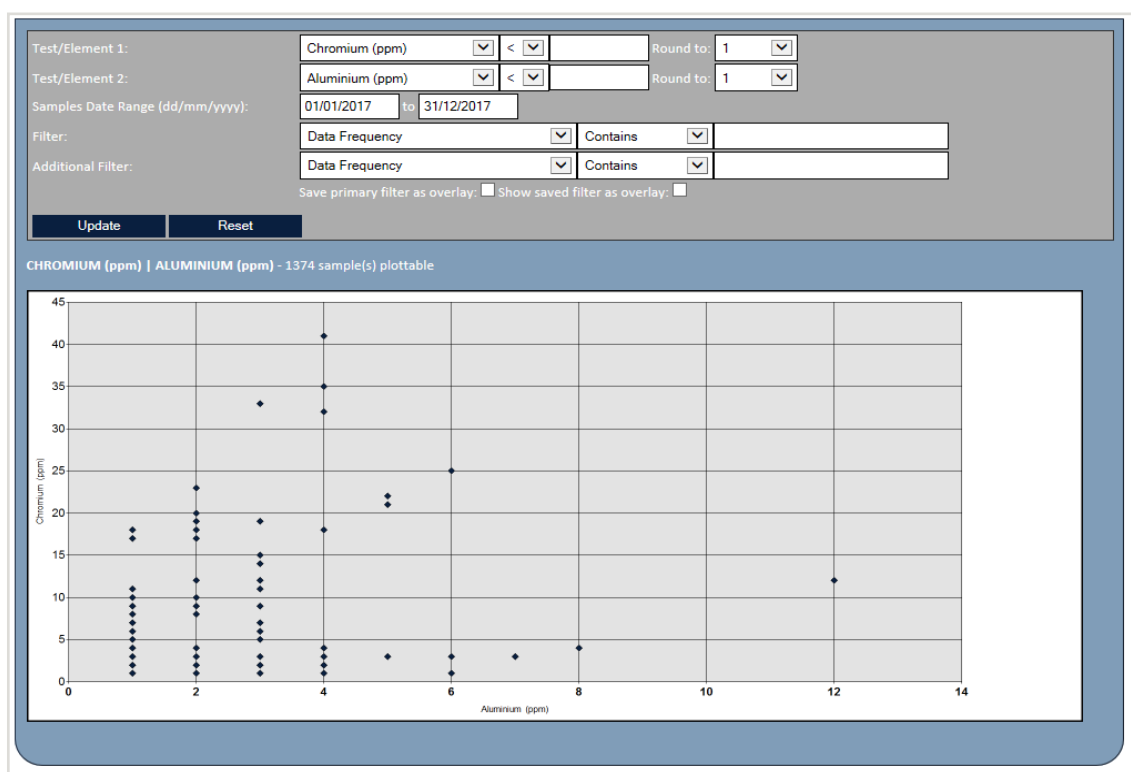 Test/Element 1: Chromium (ppm) < Round to: 1
Test/Element 2: Aluminium (ppm) < Round to: 1
Samples Date Range (dd/mm/yyyy): 01/01/2017 to 31/12/2017
Filter: Data Frequency Contains
Additional Filter: Data Frequency Contains
Save primary filter as overlay: Show saved filter as overlay:
Update Reset
CHROMIUM (ppm) | ALUMINIUM (ppm) - 1374 sample(s) plottable
45
40
35
30
25
20
15
10
5
0
Chromium (ppm)
0 2 4 6 8 10 12 14
Aluminium (ppm)